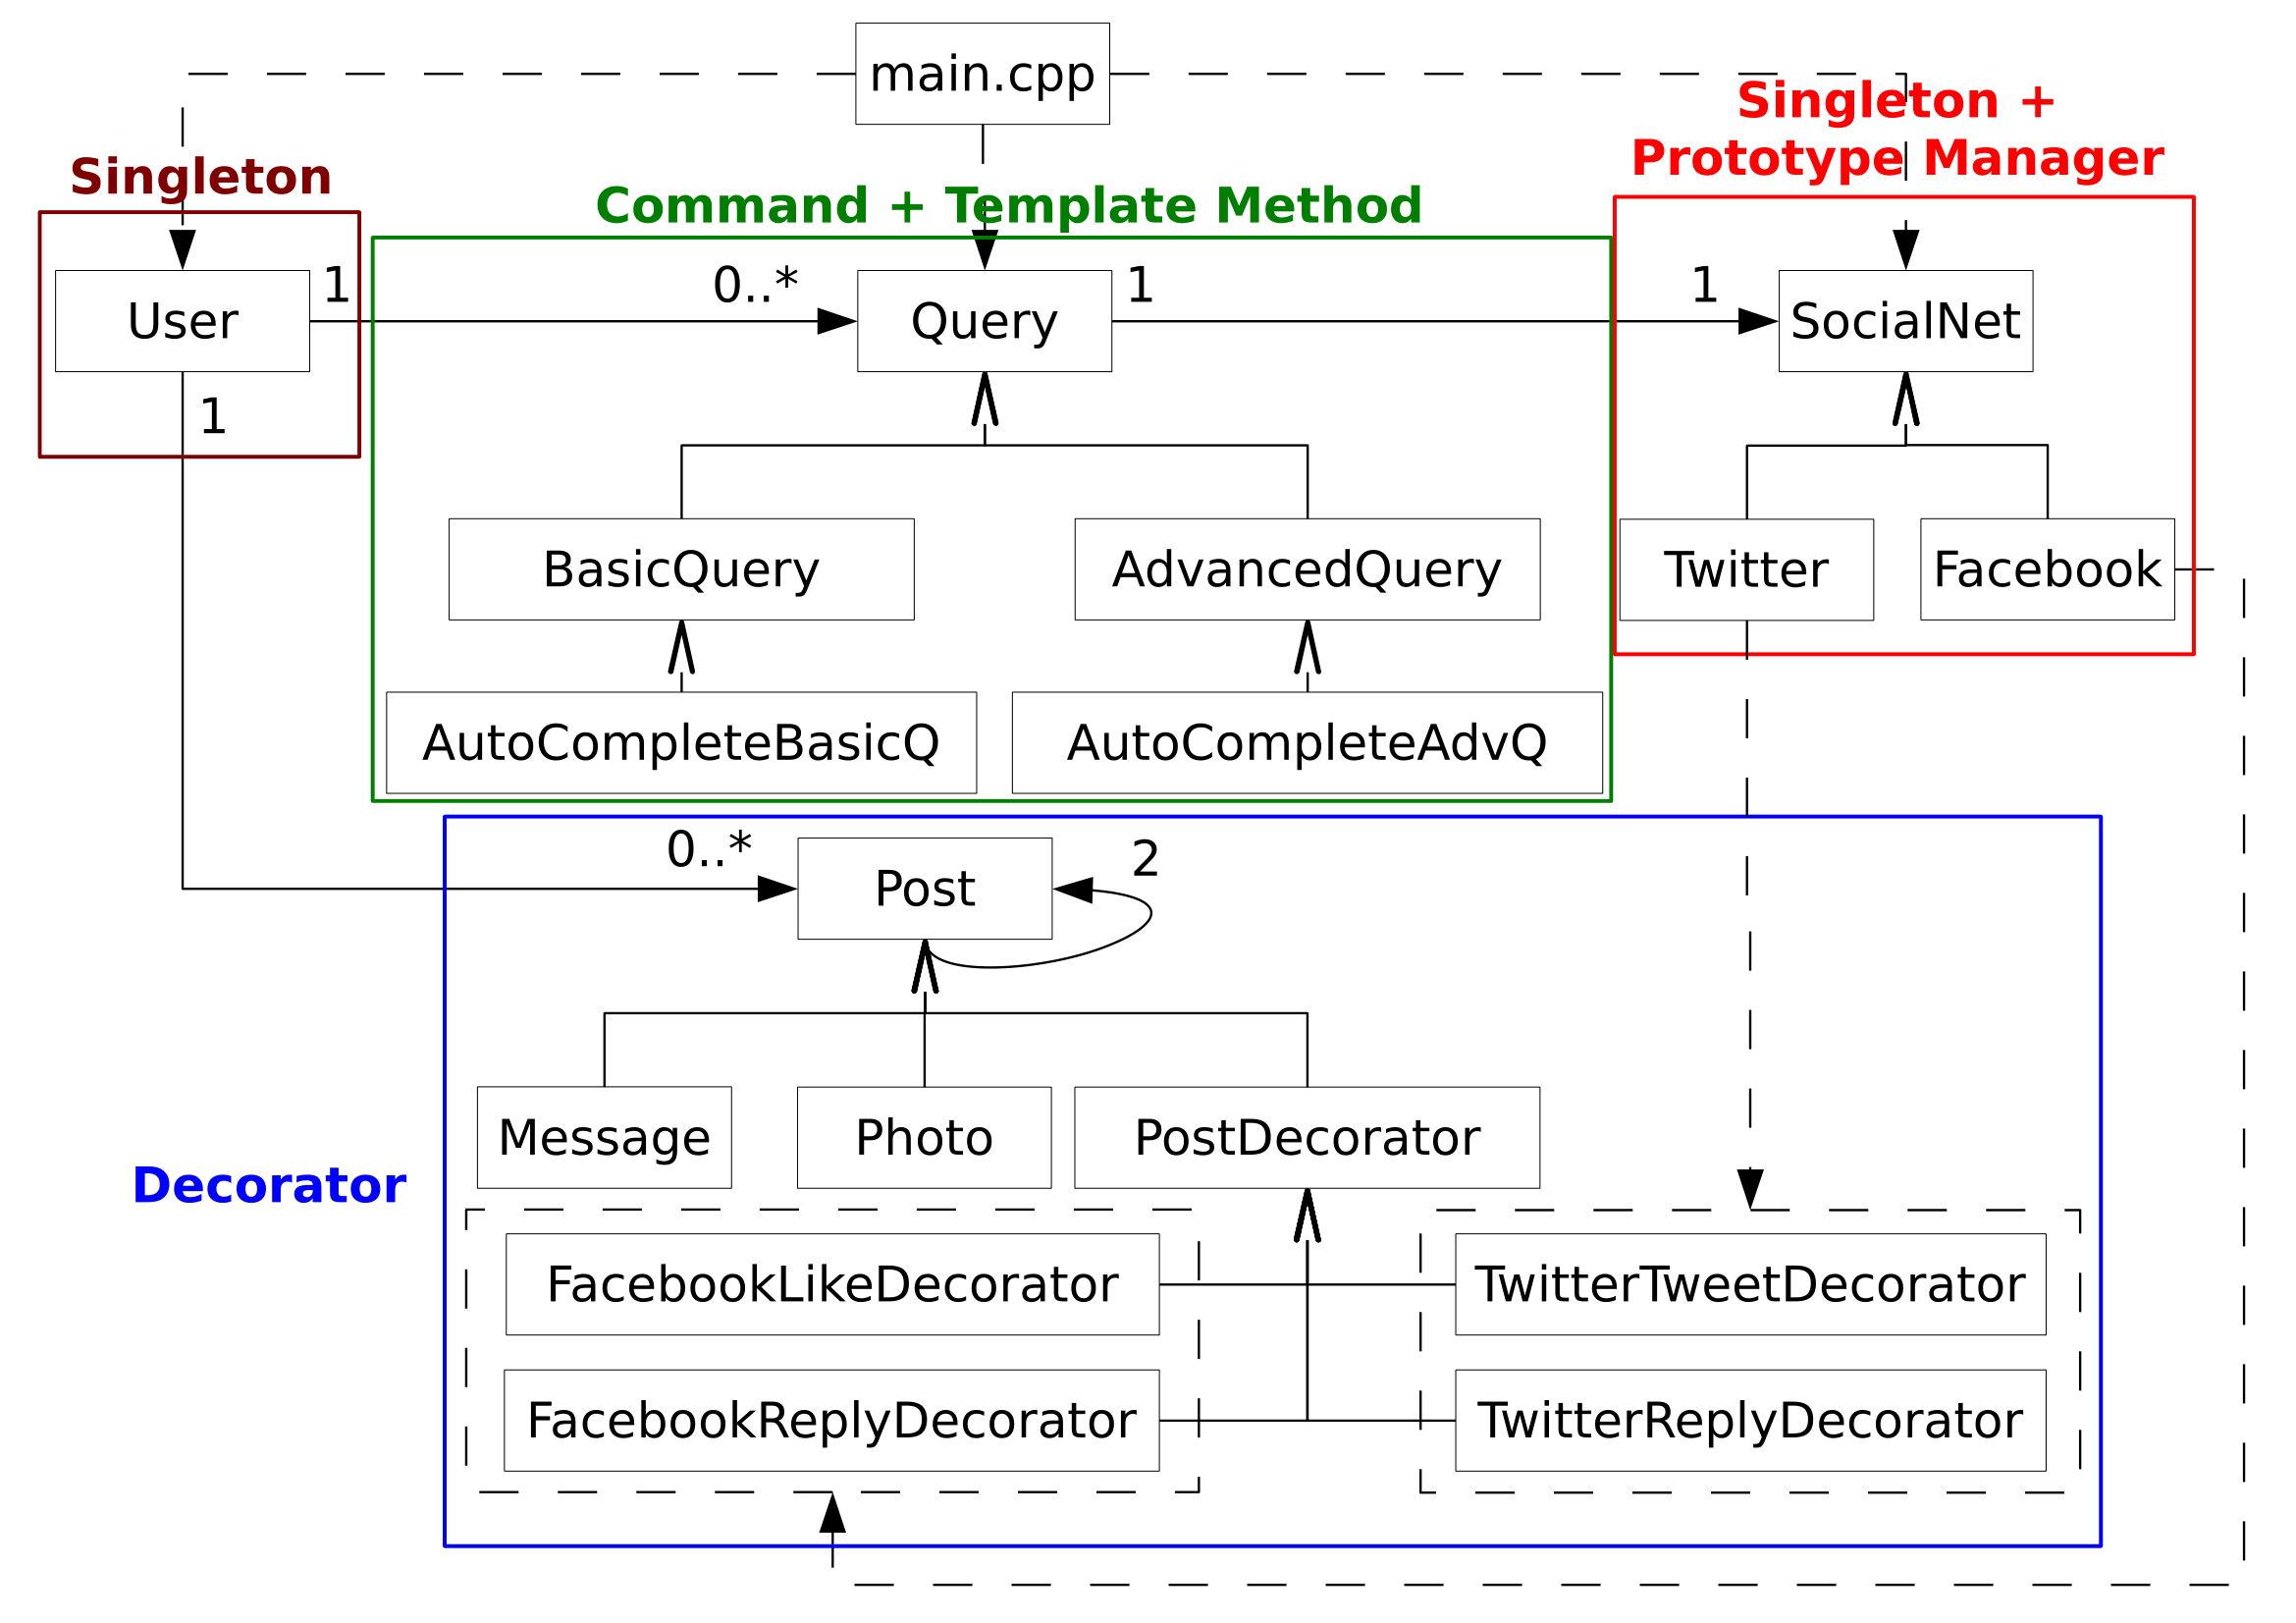 main.cpp
Singleton +
Prototype Manager
Singleton
Command + Template Method
User
1
0..*
Query
1
1
SocialNet
1
BasicQuery
AdvancedQuery
Twitter
Facebook
AutoCompleteBasicQ
AutoCompleteAdvQ
0..*
Post
2
Message
Photo
PostDecorator
Decorator
FacebookLikeDecorator
TwitterTweetDecorator
FacebookReplyDecorator
TwitterReplyDecorator